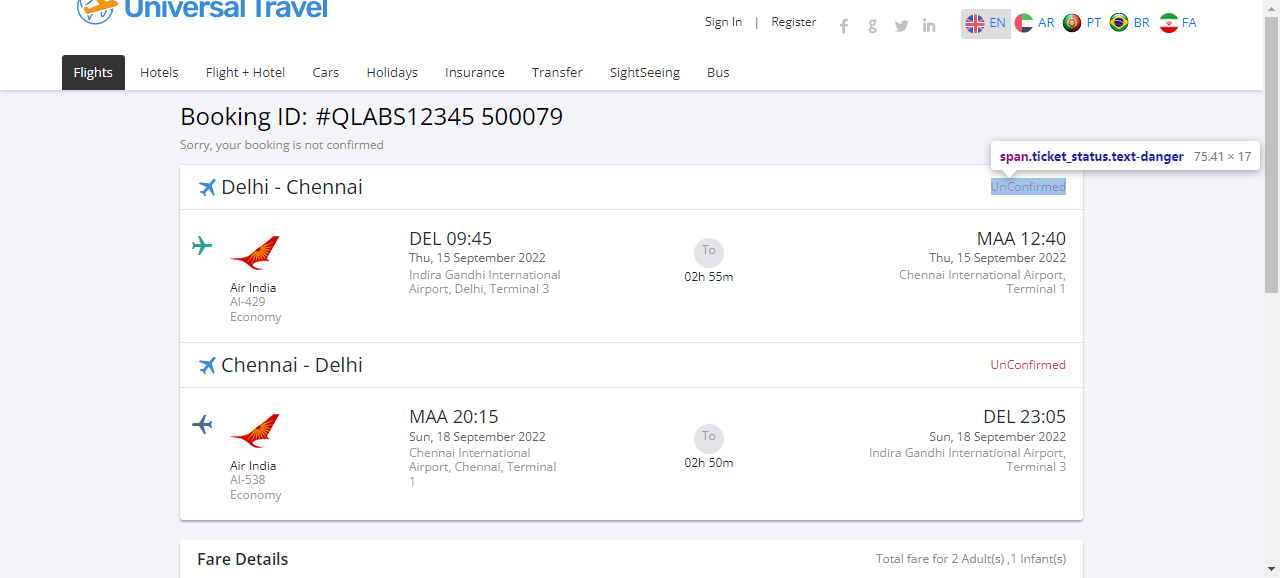 Universal Travel
Sign In | Register
EN AR PT BR FA
Flights Hotels Flight + Hotel Cars Holidays Insurance Transfer SightSeeing Bus
Booking ID: #QLABS12345 500079
Sorry, your booking is not confirmed
span.ticket_status.text-danger 75.41 × 17
Delhi - Chennai
UnConfirmed
DEL 09:45
Thu, 15 September 2022
Indira Gandhi International
Airport, Delhi, Terminal 3
To
02h 55m
MAA 12:40
Thu, 15 September 2022
Chennai International Airport,
Terminal 1
Air India
AI-429
Economy
Chennai - Delhi
UnConfirmed
MAA 20:15
Sun, 18 September 2022
Chennai International
Airport, Chennai, Terminal
1
To
02h 50m
DEL 23:05
Sun, 18 September 2022
Indira Gandhi International Airport,
Terminal 3
Air India
AI-538
Economy
Fare Details
Total fare for 2 Adult(s) ,1 Infant(s)